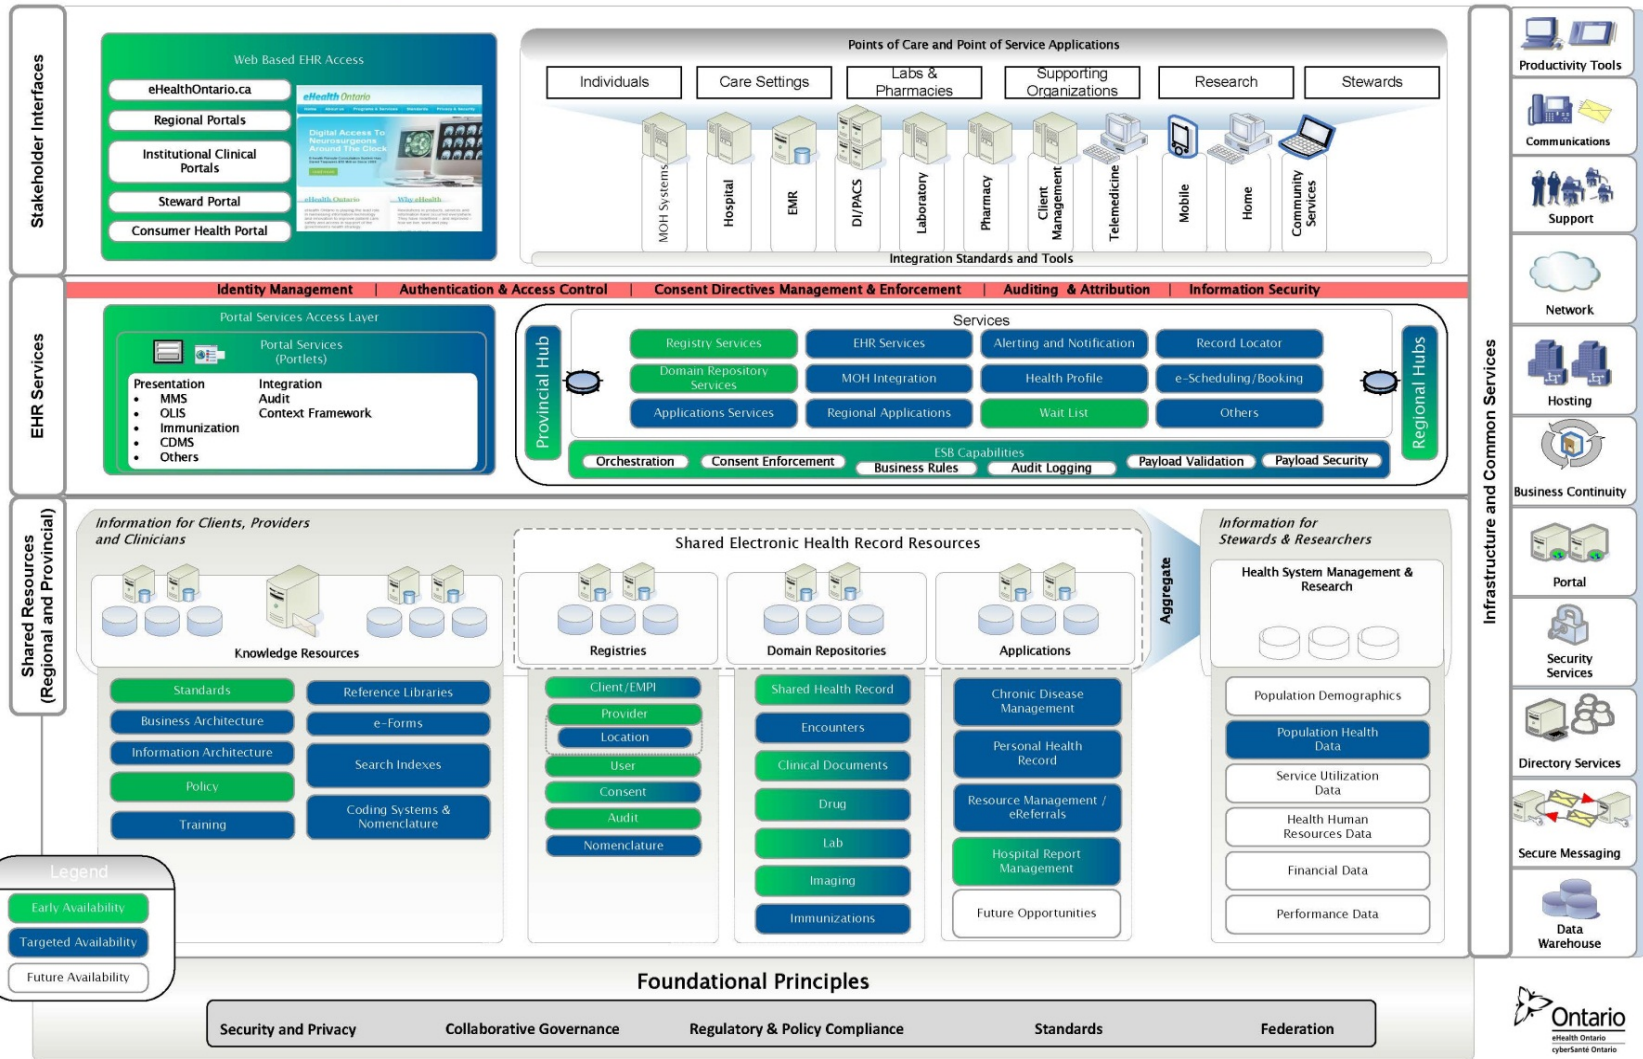 Stakeholder Interfaces
Web Based EHR Access
eHealthOntario.ca
Regional Portals
Institutional Clinical
Portals
Steward Portal
Consumer Health Portal
eHealth Ontario
Digital Access To
Neurosurgeons
Around The Clock
eHealth Ontario
Why eHealth
Points of Care and Point of Service Applications
Individuals
Care Settings
Labs &
Pharmacies
Supporting
Organizations
Research
Stewards
MOH Systems
Hospital
EMR
DI/PACS
Laboratory
Pharmacy
Client
Management
Telemedicine
Mobile
Home
Community
Services
Integration Standards and Tools
Identity Management | Authentication & Access Control | Consent Directives Management & Enforcement | Auditing & Attribution | Information Security
EHR Services
Portal Services Access Layer
Portal Services
(Portlets)
Presentation
• MMS
• OLIS
• Immunization
• CDMS
• Others
Integration
Audit
Context Framework
Provincial Hub
Services
Registry Services
EHR Services
Alerting and Notification
Record Locator
Domain Repository
Services
MOH Integration
Health Profile
e-Scheduling/Booking
Applications Services
Regional Applications
Wait List
Others
ESB Capabilities
Orchestration
Consent Enforcement
Business Rules
Audit Logging
Payload Validation
Payload Security
Regional Hubs
Shared Resources
(Regional and Provincial)
Information for Clients, Providers
and Clinicians
Shared Electronic Health Record Resources
Knowledge Resources
Registries
Domain Repositories
Applications
Aggregate
Information for
Stewards & Researchers
Health System Management &
Research
Standards
Business Architecture
Information Architecture
Policy
Training
Reference Libraries
e-Forms
Search Indexes
Coding Systems &
Nomenclature
Client/EMPI
Provider
Location
User
Consent
Audit
Nomenclature
Shared Health Record
Encounters
Clinical Documents
Drug
Lab
Imaging
Immunizations
Chronic Disease
Management
Personal Health
Record
Resource Management /
eReferrals
Hospital Report
Management
Future Opportunities
Population Demographics
Population Health
Data
Service Utilization
Data
Health Human
Resources Data
Financial Data
Performance Data
Infrastructure and Common Services
Productivity Tools
Communications
Support
Network
Hosting
Business Continuity
Portal
Security
Services
Directory Services
Secure Messaging
Data
Warehouse
Legend
Early Availability
Targeted Availability
Future Availability
Foundational Principles
Security and Privacy
Collaborative Governance
Regulatory & Policy Compliance
Standards
Federation
Ontario
eHealth Ontario
cyberSanté Ontario